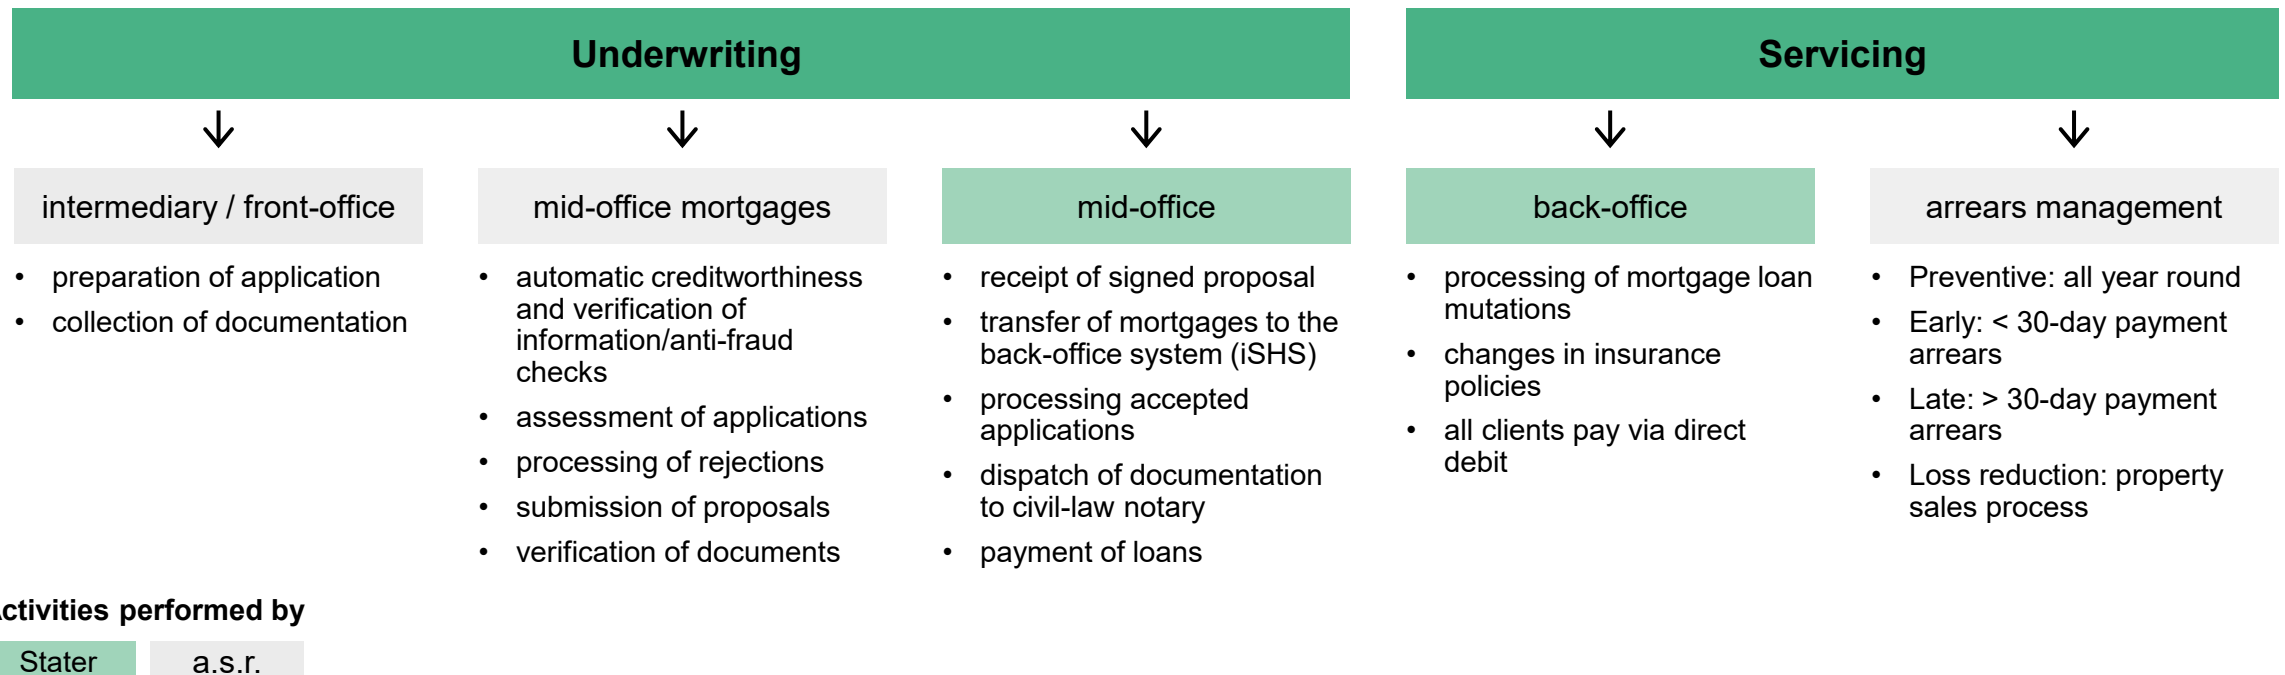 Underwriting
Servicing
intermediary / front-office
mid-office mortgages
mid-office
back-office
arrears management
• preparation of application
• collection of documentation
• automatic creditworthiness
and verification of
information/anti-fraud
checks
• assessment of applications
• processing of rejections
• submission of proposals
• verification of documents
• receipt of signed proposal
• transfer of mortgages to the
back-office system (iSHS)
• processing accepted
applications
• dispatch of documentation
to civil-law notary
• payment of loans
• processing of mortgage loan
mutations
• changes in insurance
policies
• all clients pay via direct
debit
• Preventive: all year round
• Early: < 30-day payment
arrears
• Late: > 30-day payment
arrears
• Loss reduction: property
sales process
Activities performed by
Stater
a.s.r.